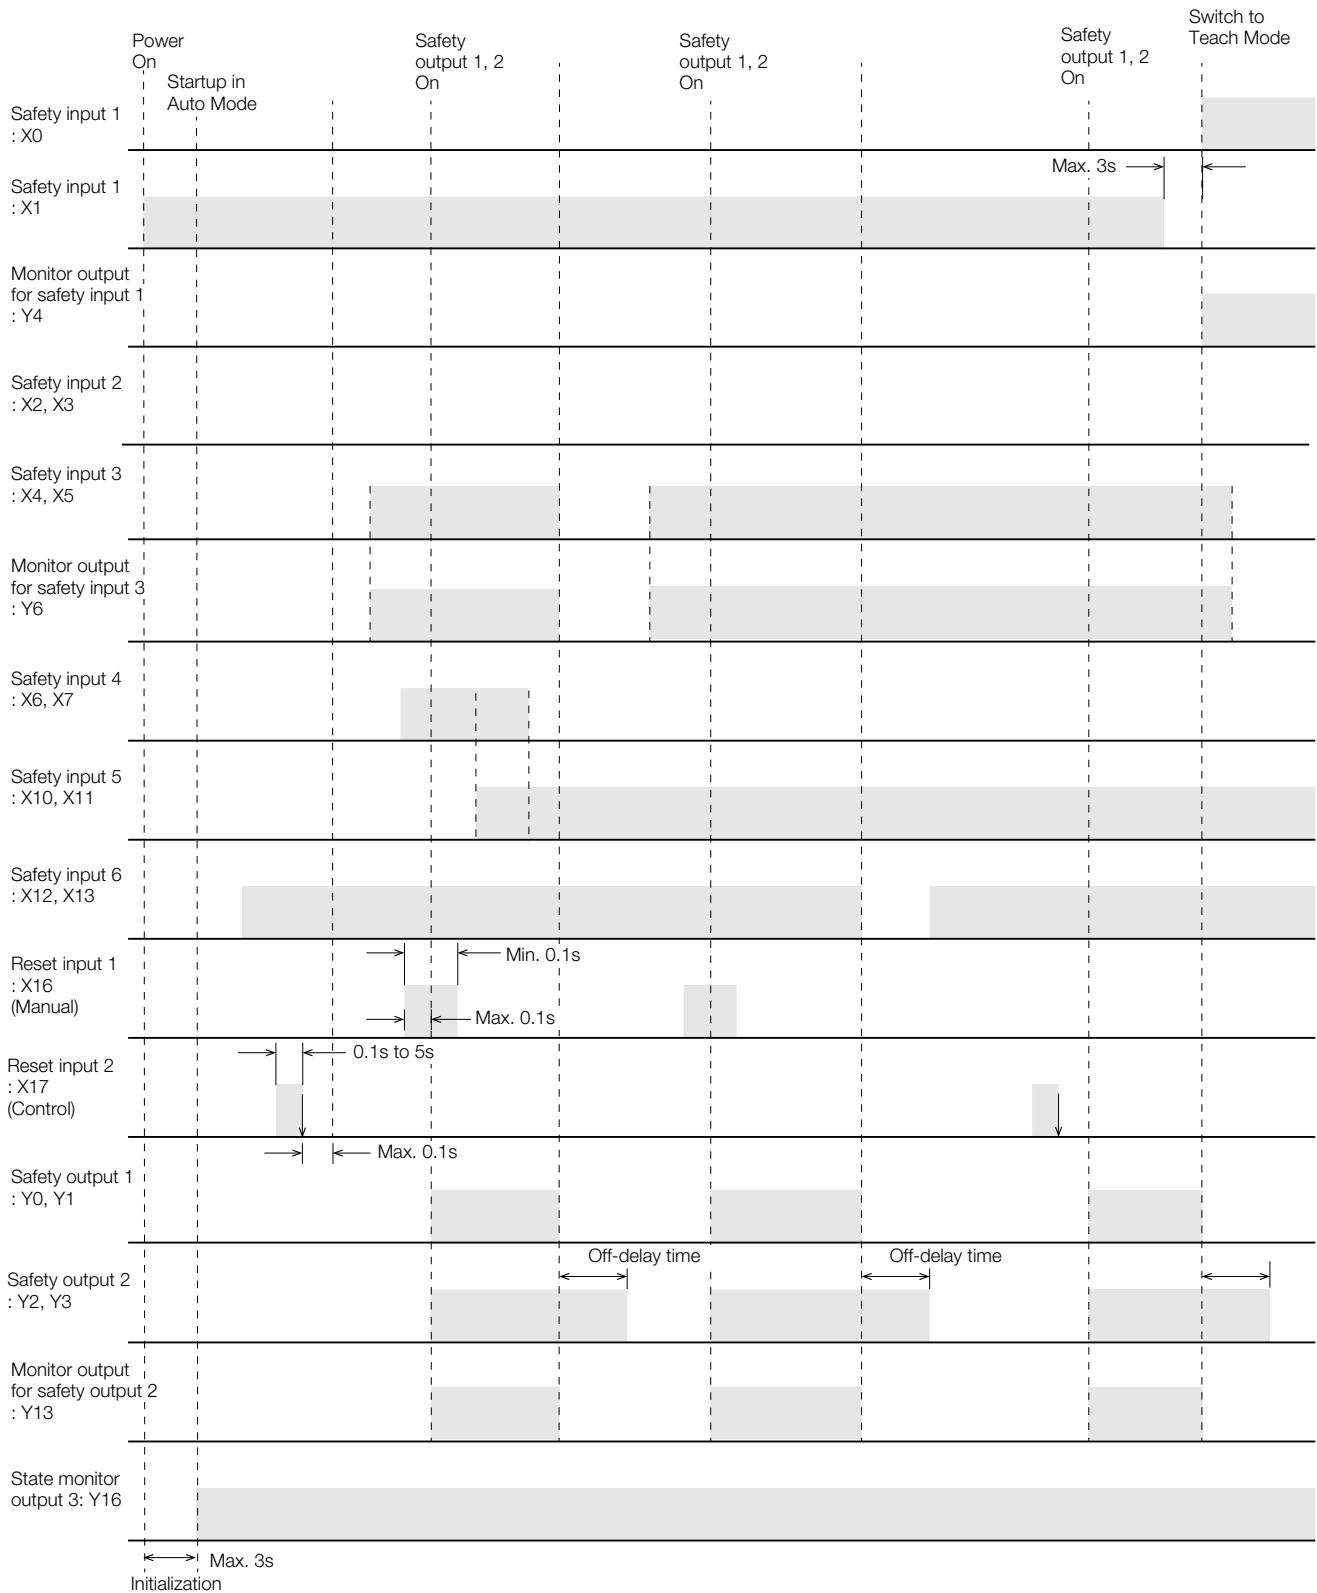 Power
On
Startup in
Auto Mode
Safety
output 1, 2
On
Safety
output 1, 2
On
Safety
output 1, 2
On
Switch to
Teach Mode
Safety input 1
: X0
Max. 3s
Safety input 1
: X1
Monitor output
for safety input 1
: Y4
Safety input 2
: X2, X3
Safety input 3
: X4, X5
Monitor output
for safety input 3
: Y6
Safety input 4
: X6, X7
Safety input 5
: X10, X11
Safety input 6
: X12, X13
Reset input 1
: X16
(Manual)
Min. 0.1s
Max. 0.1s
Reset input 2
: X17
(Control)
0.1s to 5s
Max. 0.1s
Safety output 1
: Y0, Y1
Safety output 2
: Y2, Y3
Off-delay time
Off-delay time
Monitor output
for safety output 2
: Y13
State monitor
output 3: Y16
Max. 3s
Initialization